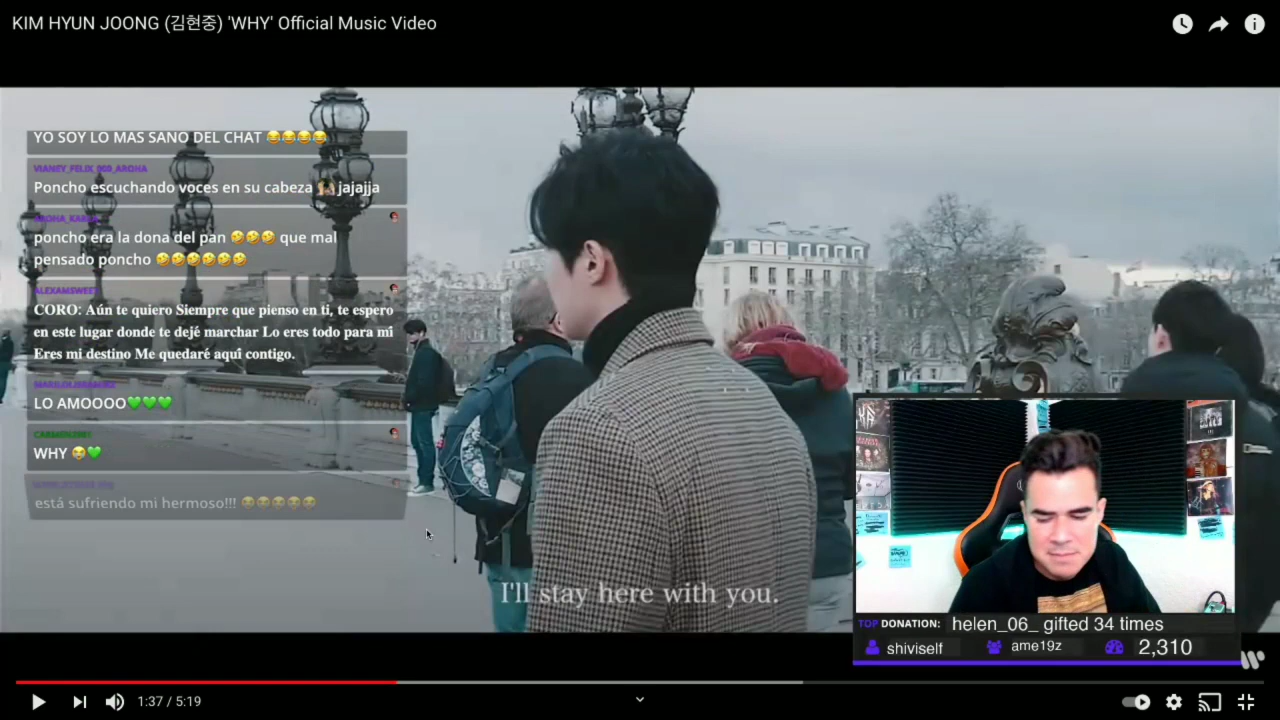 KIM HYUN JOONG (김현중) 'WHY' Official Music Video
YO SOY LO MAS SANO DEL CHAT 😂😂😂😂
VIANEY_FELIX_
Poncho escuchando voces en su cabeza jajajja
poncho era la dona del pan 🤣🤣🤣 que mal
pensado poncho 🤣🤣🤣🤣🤣🤣
ALEXAMSWEET
CORO: Aún te quiero Siempre que pienso en ti, te espero
en este lugar donde te dejé marchar Lo eres todo para mí
Eres mi destino Me quedaré aquí contigo.
LO AMOOOO💚💚💚
WHY 😭💚
está sufriendo mi hermoso!!! 😭😭😭😭😭
I'll stay here with you.
TOP DONATION: helen_06_ gifted 34 times
shiviself ame19z 2,310
1:37 / 5:19